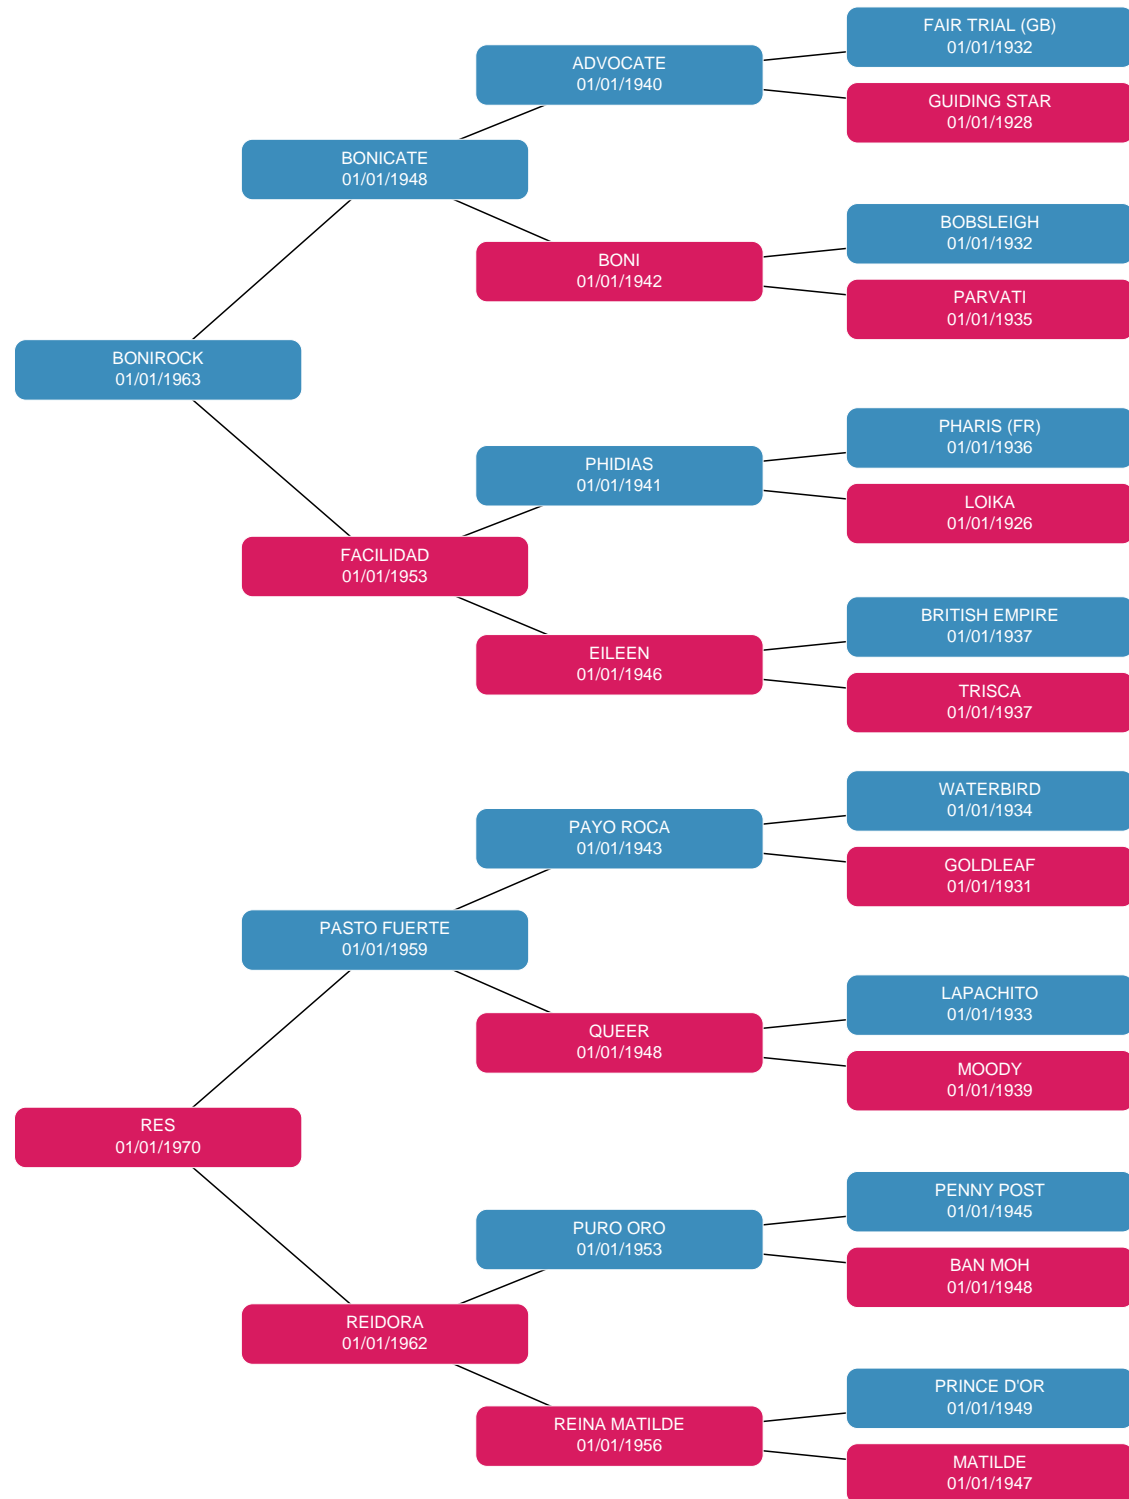 FAIR TRIAL (GB)
01/01/1932
ADVOCATE
01/01/1940
GUIDING STAR
01/01/1928
BONICATE
01/01/1948
BOBSLEIGH
01/01/1932
BONI
01/01/1942
PARVATI
01/01/1935
BONIROCK
01/01/1963
PHARIS (FR)
01/01/1936
PHIDIAS
01/01/1941
LOIKA
01/01/1926
FACILIDAD
01/01/1953
BRITISH EMPIRE
01/01/1937
EILEEN
01/01/1946
TRISCA
01/01/1937
WATERBIRD
01/01/1934
PAYO ROCA
01/01/1943
GOLDLEAF
01/01/1931
PASTO FUERTE
01/01/1959
LAPACHITO
01/01/1933
QUEER
01/01/1948
MOODY
01/01/1939
RES
01/01/1970
PENNY POST
01/01/1945
PURO ORO
01/01/1953
BAN MOH
01/01/1948
REIDORA
01/01/1962
PRINCE D'OR
01/01/1949
REINA MATILDE
01/01/1956
MATILDE
01/01/1947